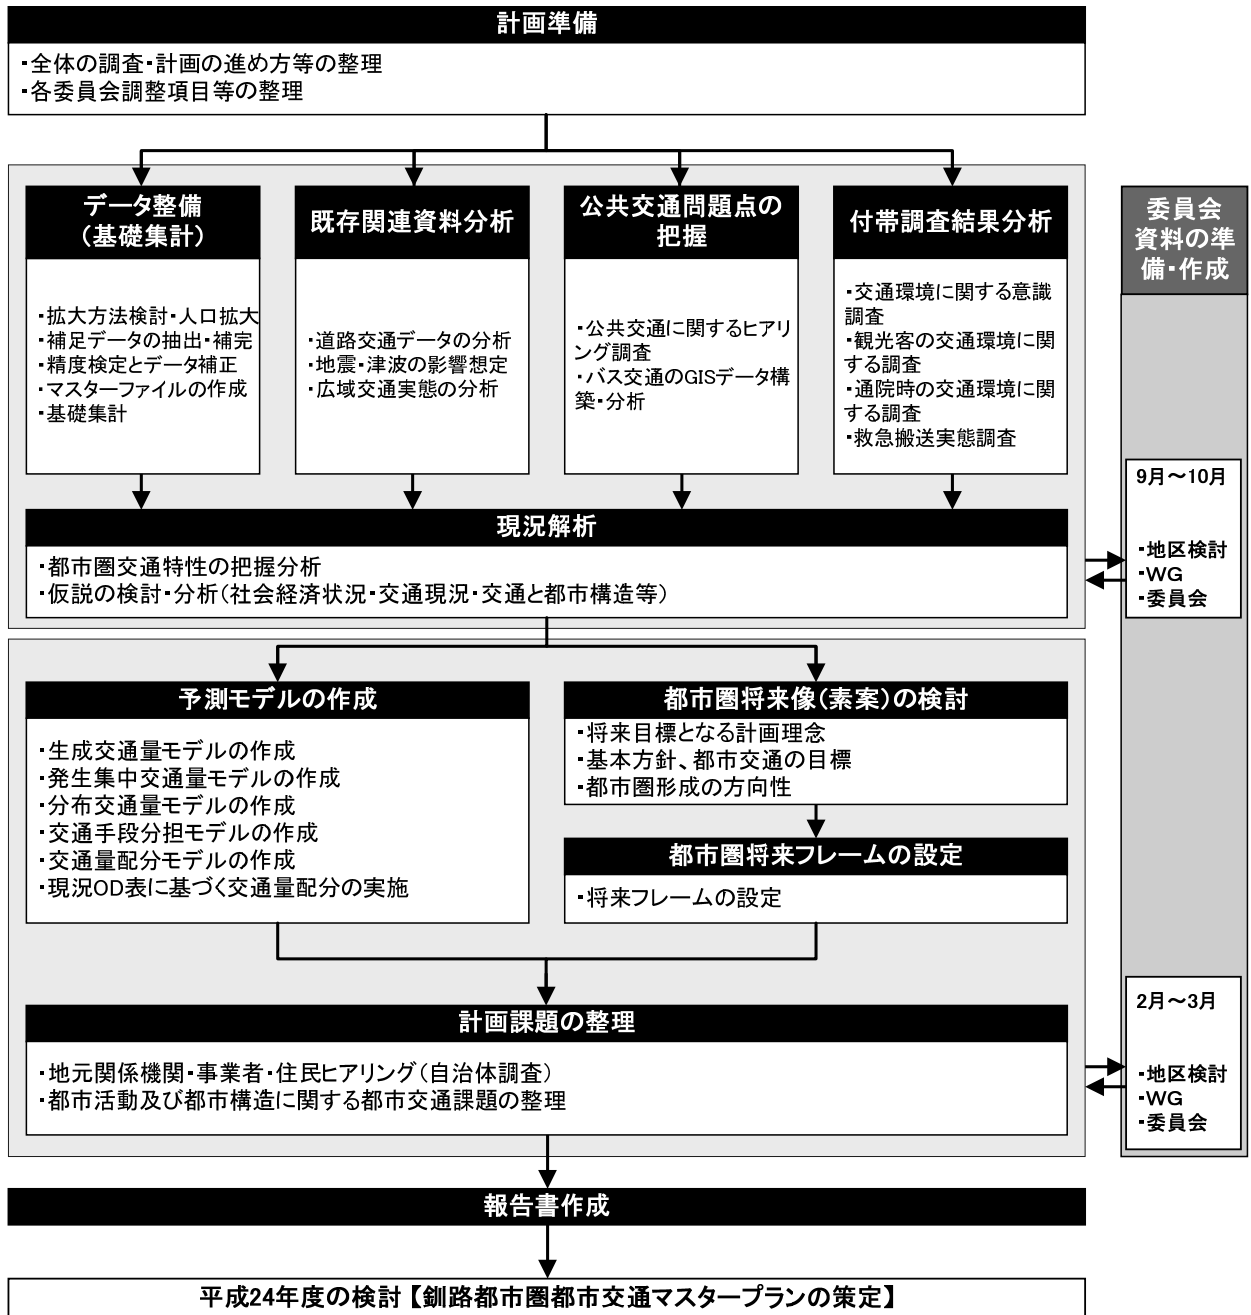 計画準備
・全体の調査・計画の進め方等の整理
・各委員会調整項目等の整理
データ整備
（基礎集計）
・拡大方法検討・人口拡大
・補足データの抽出・補完
・精度検定とデータ補正
・マスターファイルの作成
・基礎集計
既存関連資料分析
・道路交通データの分析
・地震・津波の影響想定
・広域交通実態の分析
公共交通問題点の
把握
・公共交通に関するヒアリ
ング調査
・バス交通のGISデータ構
築・分析
付帯調査結果分析
・交通環境に関する意識
調査
・観光客の交通環境に関
する調査
・通院時の交通環境に関
する調査
・救急搬送実態調査
委員会
資料の準
備・作成
現況解析
・都市圏交通特性の把握分析
・仮説の検討・分析（社会経済状況・交通現況・交通と都市構造等）
9月～10月
・地区検討
・WG
・委員会
予測モデルの作成
・生成交通量モデルの作成
・発生集中交通量モデルの作成
・分布交通量モデルの作成
・交通手段分担モデルの作成
・交通量配分モデルの作成
・現況OD表に基づく交通量配分の実施
都市圏将来像（素案）の検討
・将来目標となる計画理念
・基本方針、都市交通の目標
・都市圏形成の方向性
都市圏将来フレームの設定
・将来フレームの設定
計画課題の整理
・地元関係機関・事業者・住民ヒアリング（自治体調査）
・都市活動及び都市構造に関する都市交通課題の整理
2月～3月
・地区検討
・WG
・委員会
報告書作成
平成24年度の検討【釧路都市圏都市交通マスタープランの策定】